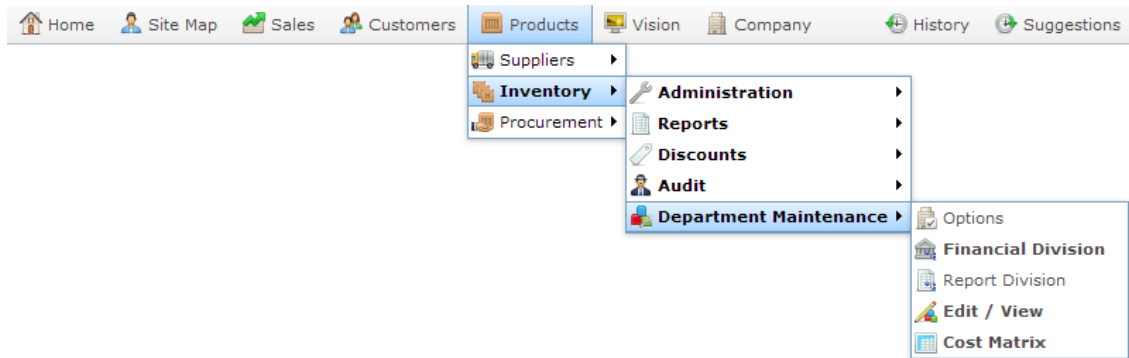 Home Site Map Sales Customers Products Vision Company History Suggestions
Suppliers
Inventory
Procurement
Administration
Reports
Discounts
Audit
Department Maintenance
Options
Financial Division
Report Division
Edit / View
Cost Matrix